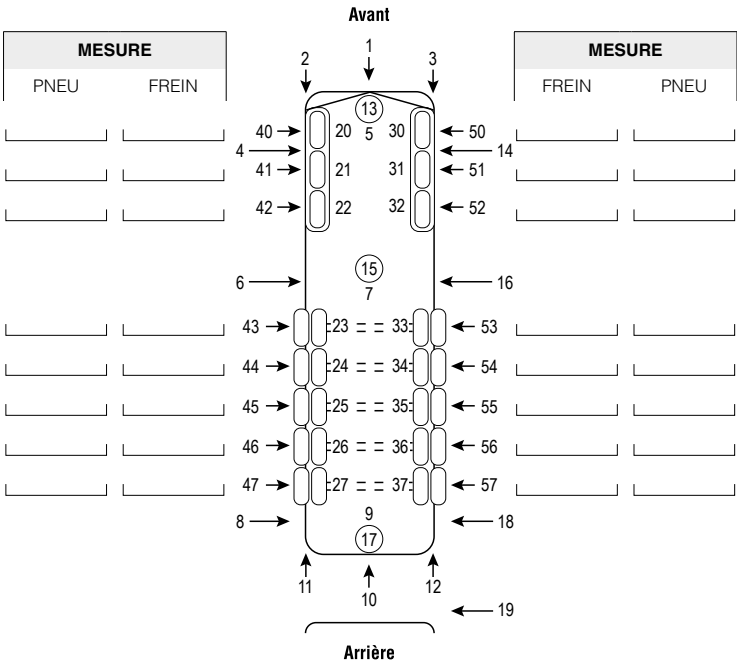 Avant
MESURE
PNEU FREIN
MESURE
FREIN PNEU
2 1 3
13
40 20 5 30 50
4 14
41 21 31 51
42 22 32 52
15
6 16
7
43 23 33 53
44 24 34 54
45 25 35 55
46 26 36 56
47 27 37 57
9
8 18
17
11 10 12
19
Arrière